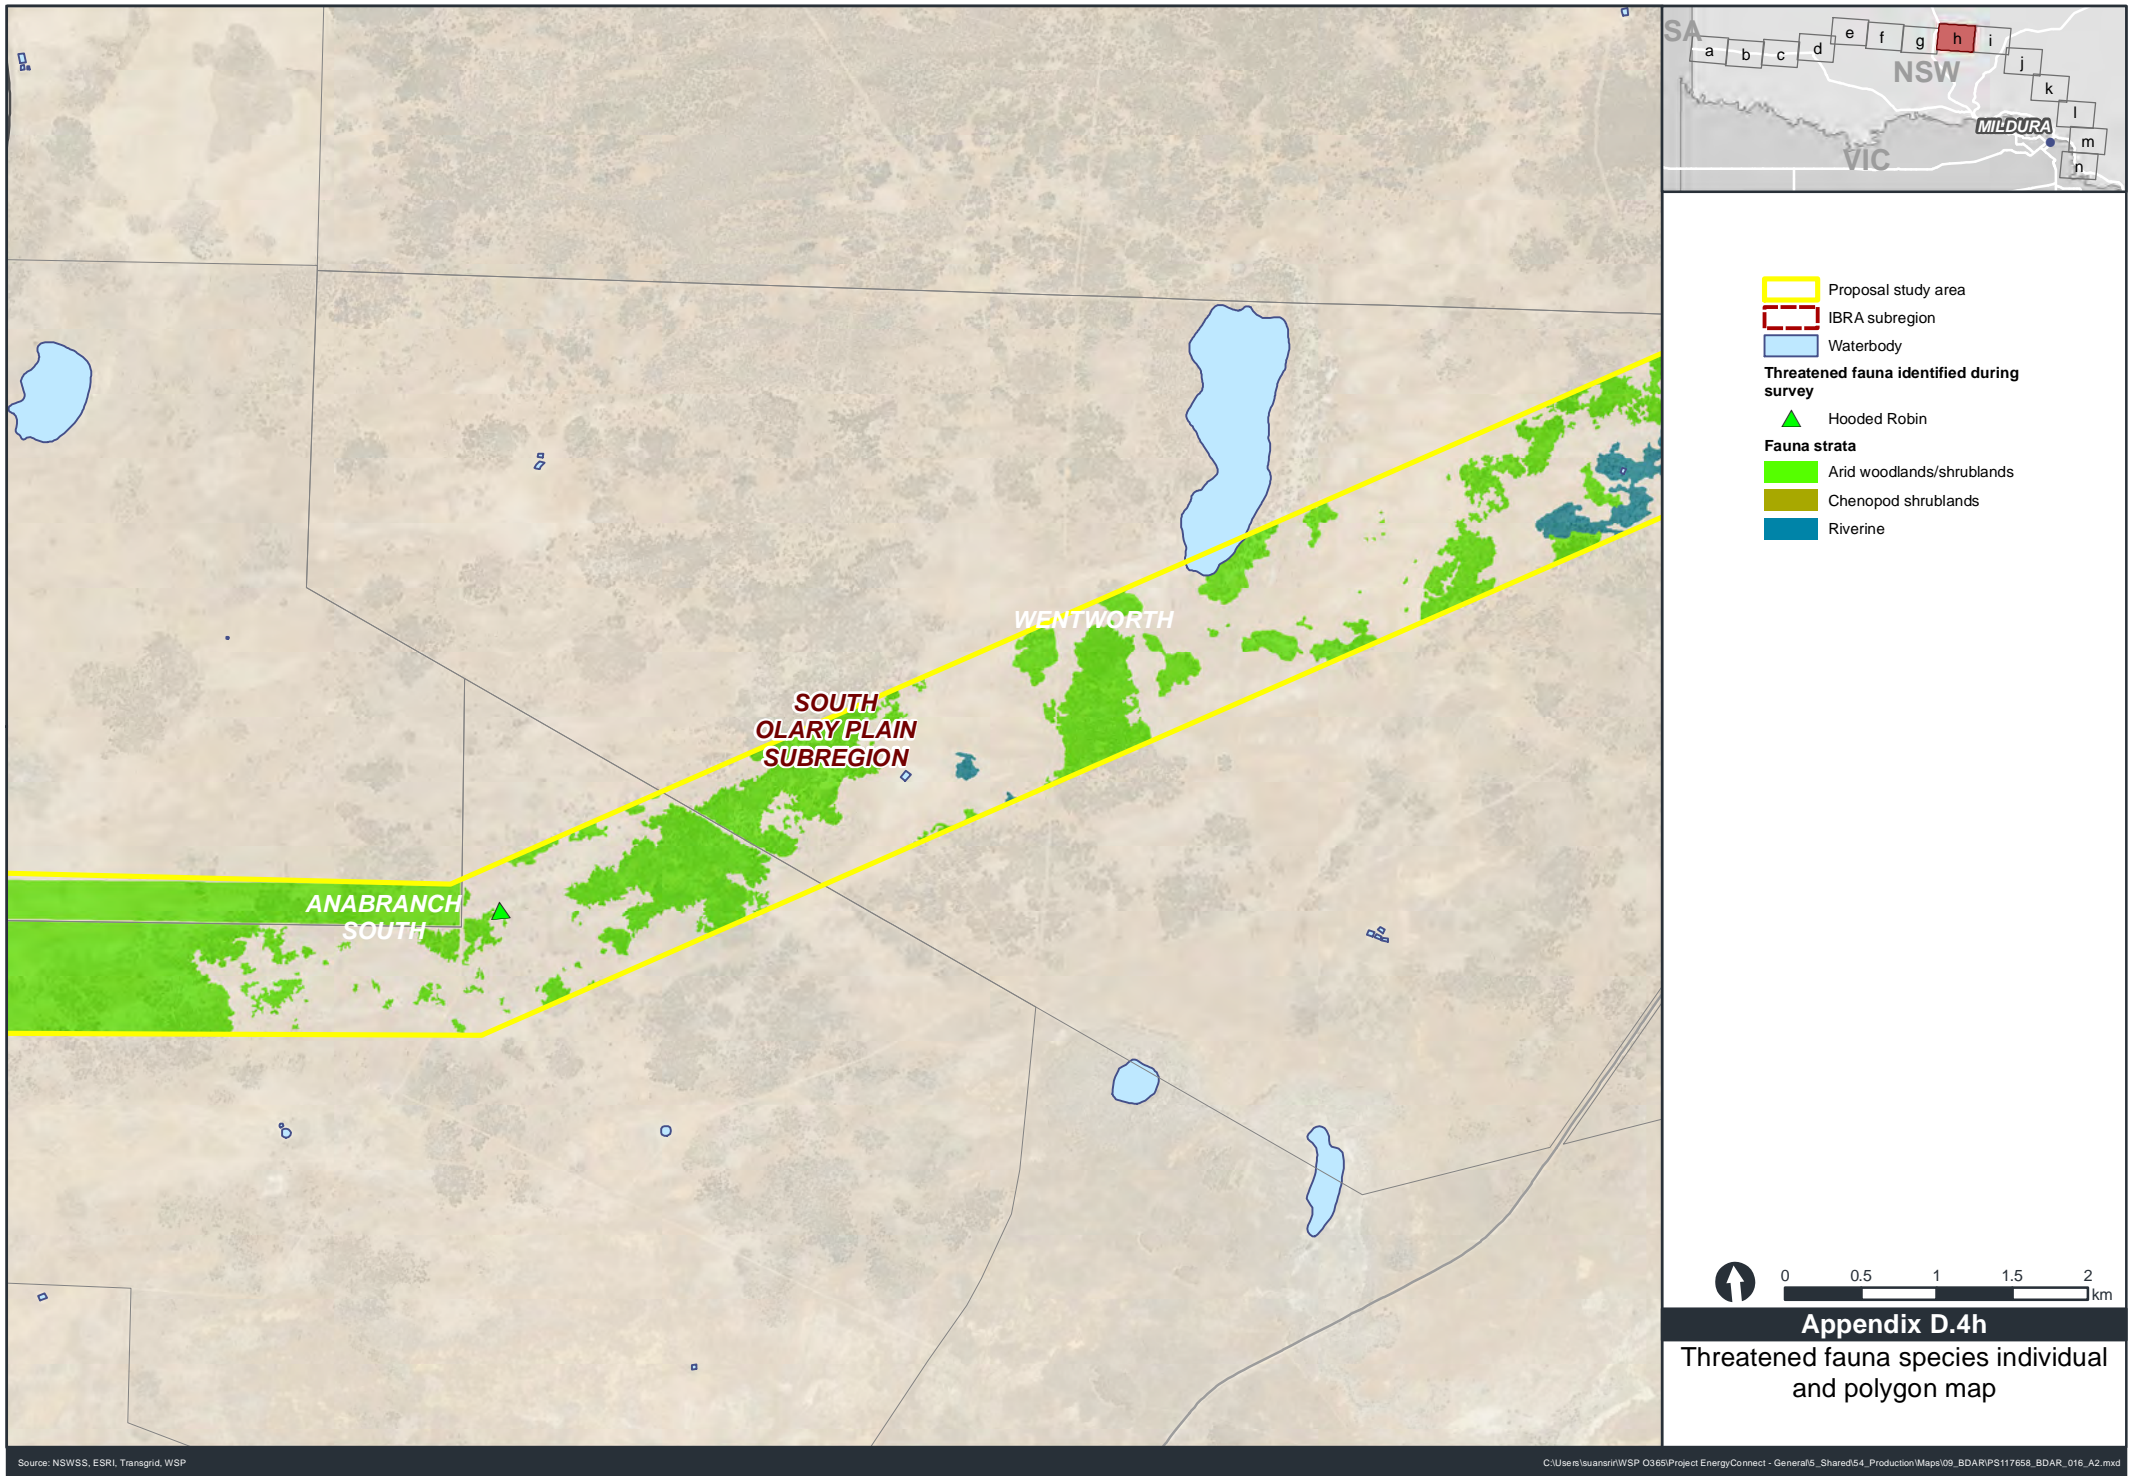 SA
a
b
c
d
e
f
g
h
i
j
k
l
m
n
NSW
MILDURA
VIC
Proposal study area
IBRA subregion
Waterbody
Threatened fauna identified during
survey
Hooded Robin
Fauna strata
Arid woodlands/shrublands
Chenopod shrublands
Riverine
WENTWORTH
SOUTH
OLARY PLAIN
SUBREGION
ANABRANCH
SOUTH
0 0.5 1 1.5 2
km
Appendix D.4h
Threatened fauna species individual
and polygon map
Source: NSWSS, ESRI, Transgrid, WSP
C:\Users\suansrir\WSP O365\Project EnergyConnect - General\5_Shared\54_Production\Maps\09_BDAR\PS117658_BDAR_016_A2.mxd